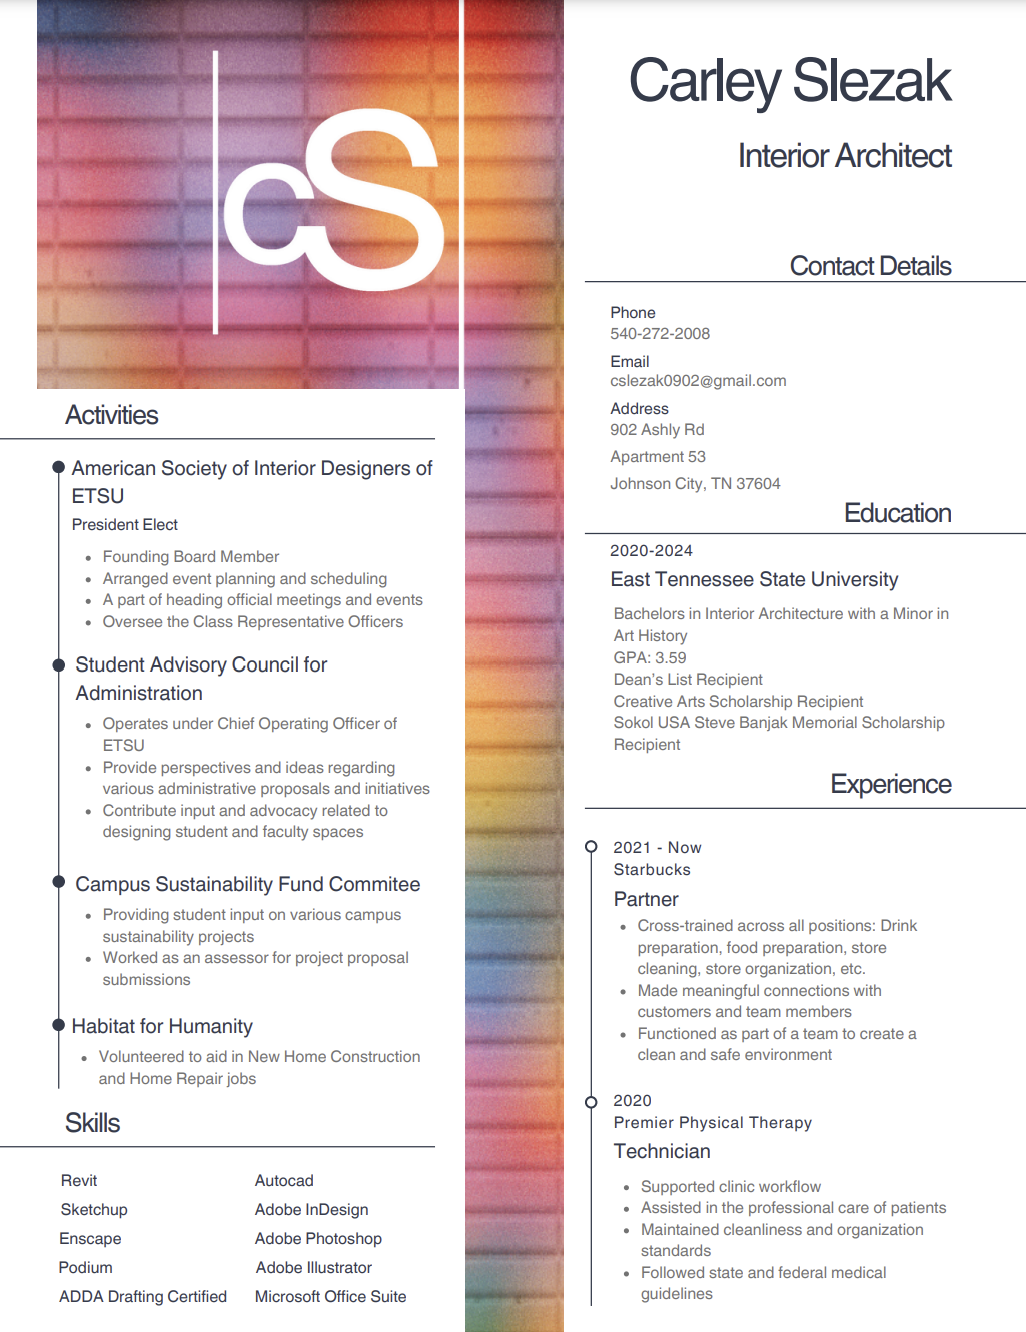 cS
Carley Slezak
Interior Architect
Contact Details
Phone
540-272-2008
Email
cslezak0902@gmail.com
Address
902 Ashly Rd
Apartment 53
Johnson City, TN 37604
Education
2020-2024
East Tennessee State University
Bachelors in Interior Architecture with a Minor in
Art History
GPA: 3.59
Dean's List Recipient
Creative Arts Scholarship Recipient
Sokol USA Steve Banjak Memorial Scholarship
Recipient
Experience
2021 - Now
Starbucks
Partner
• Cross-trained across all positions: Drink
preparation, food preparation, store
cleaning, store organization, etc.
• Made meaningful connections with
customers and team members
• Functioned as part of a team to create a
clean and safe environment
2020
Premier Physical Therapy
Technician
• Supported clinic workflow
• Assisted in the professional care of patients
• Maintained cleanliness and organization
standards
• Followed state and federal medical
guidelines
Activities
American Society of Interior Designers of
ETSU
President Elect
• Founding Board Member
• Arranged event planning and scheduling
• A part of heading official meetings and events
• Oversee the Class Representative Officers
Student Advisory Council for
Administration
• Operates under Chief Operating Officer of
ETSU
• Provide perspectives and ideas regarding
various administrative proposals and initiatives
• Contribute input and advocacy related to
designing student and faculty spaces
Campus Sustainability Fund Commitee
• Providing student input on various campus
sustainability projects
• Worked as an assessor for project proposal
submissions
Habitat for Humanity
• Volunteered to aid in New Home Construction
and Home Repair jobs
Skills
Revit
Sketchup
Enscape
Podium
ADDA Drafting Certified
Autocad
Adobe InDesign
Adobe Photoshop
Adobe Illustrator
Microsoft Office Suite